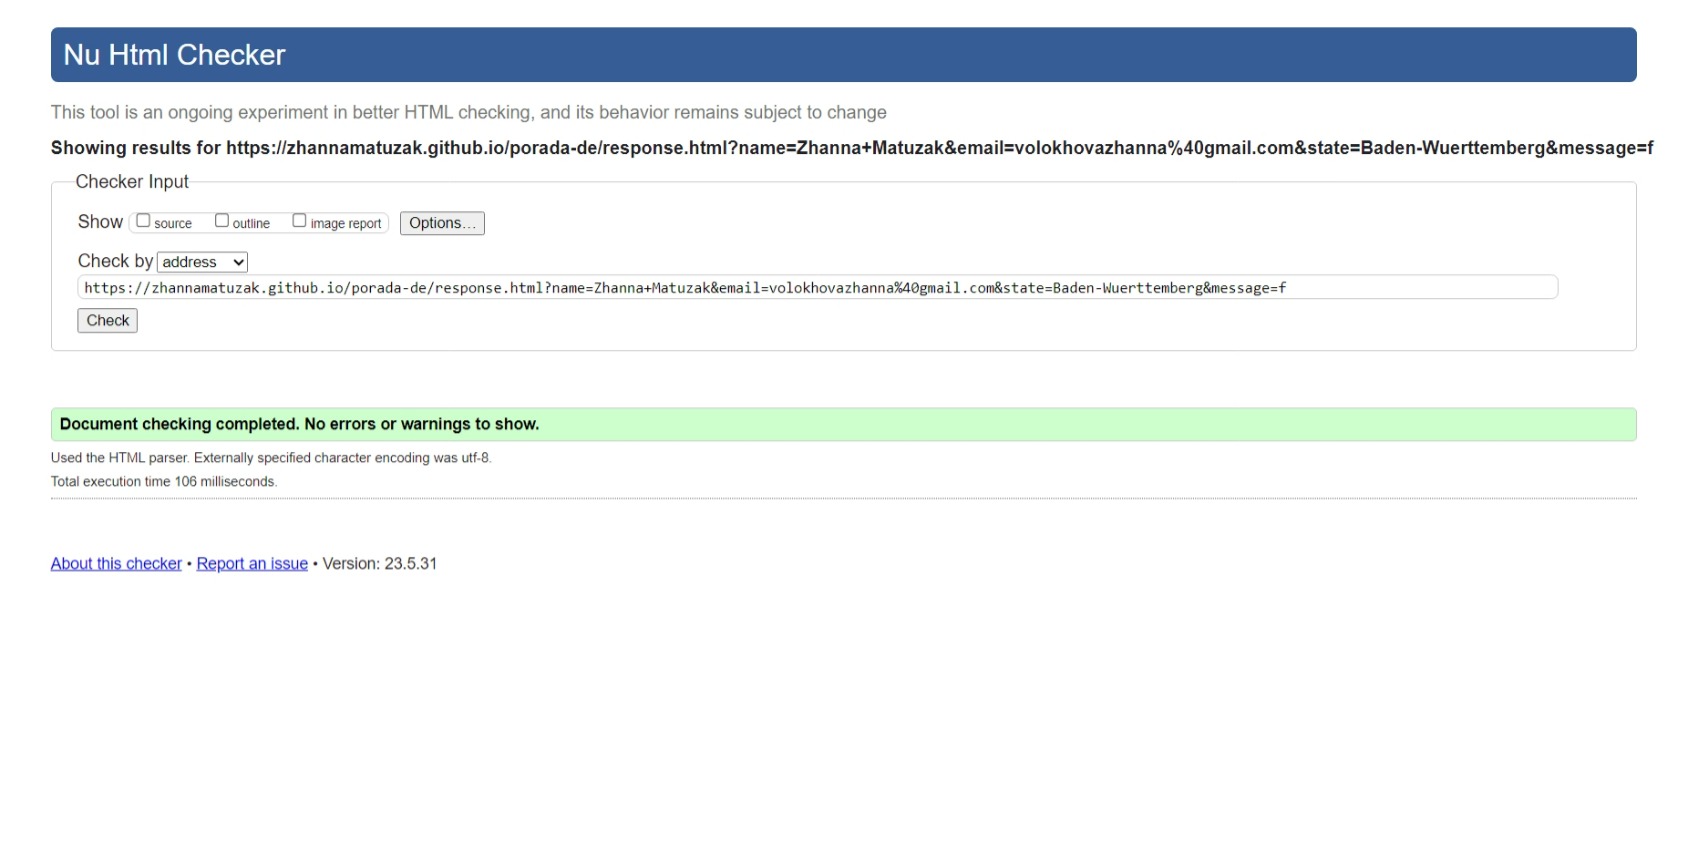 Nu Html Checker
This tool is an ongoing experiment in better HTML checking, and its behavior remains subject to change
Showing results for https://zhannamatuzak.github.io/porada-de/response.html?name=Zhanna+Matuzak&email=volokhovazhanna%40gmail.com&state=Baden-Wuerttemberg&message=f
Checker Input
Show source outline image report Options...
Check by address
https://zhannamatuzak.github.io/porada-de/response.html?name=Zhanna+Matuzak&email=volokhovazhanna%40gmail.com&state=Baden-Wuerttemberg&message=f
Check
Document checking completed. No errors or warnings to show.
Used the HTML parser. Externally specified character encoding was utf-8.
Total execution time 106 milliseconds.
About this checker • Report an issue • Version: 23.5.31